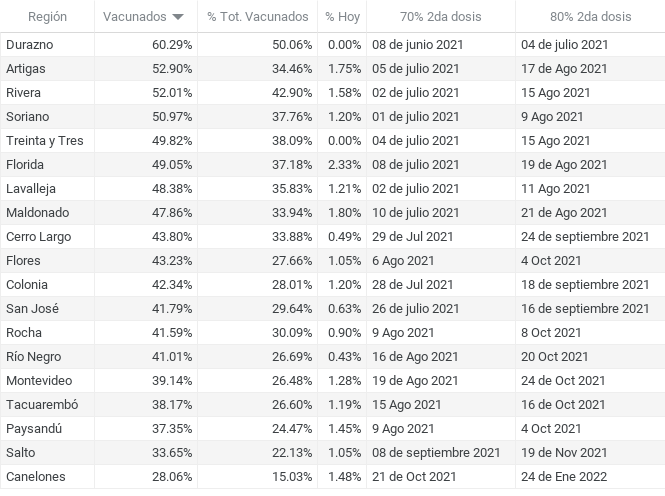 Región Vacunados % Tot. Vacunados % Hoy 70% 2da dosis 80% 2da dosis
Durazno 60.29% 50.06% 0.00% 08 de junio 2021 04 de julio 2021
Artigas 52.90% 34.46% 1.75% 05 de julio 2021 17 de Ago 2021
Rivera 52.01% 42.90% 1.58% 02 de julio 2021 15 Ago 2021
Soriano 50.97% 37.76% 1.20% 01 de julio 2021 9 Ago 2021
Treinta y Tres 49.82% 38.09% 0.00% 04 de julio 2021 15 Ago 2021
Florida 49.05% 37.18% 2.33% 08 de julio 2021 19 de Ago 2021
Lavalleja 48.38% 35.83% 1.21% 02 de julio 2021 11 Ago 2021
Maldonado 47.86% 33.94% 1.80% 10 de julio 2021 21 de Ago 2021
Cerro Largo 43.80% 33.88% 0.49% 29 de Jul 2021 24 de septiembre 2021
Flores 43.23% 27.66% 1.05% 6 Ago 2021 4 Oct 2021
Colonia 42.34% 28.01% 1.20% 28 de Jul 2021 18 de septiembre 2021
San José 41.79% 29.64% 0.63% 26 de julio 2021 16 de septiembre 2021
Rocha 41.59% 30.09% 0.90% 9 Ago 2021 8 Oct 2021
Río Negro 41.01% 26.69% 0.43% 16 de Ago 2021 20 Oct 2021
Montevideo 39.14% 26.48% 1.28% 19 de Ago 2021 24 de Oct 2021
Tacuarembó 38.17% 26.60% 1.19% 15 Ago 2021 16 de Oct 2021
Paysandú 37.35% 24.47% 1.45% 9 Ago 2021 4 Oct 2021
Salto 33.65% 22.13% 1.05% 08 de septiembre 2021 19 de Nov 2021
Canelones 28.06% 15.03% 1.48% 21 de Oct 2021 24 de Ene 2022